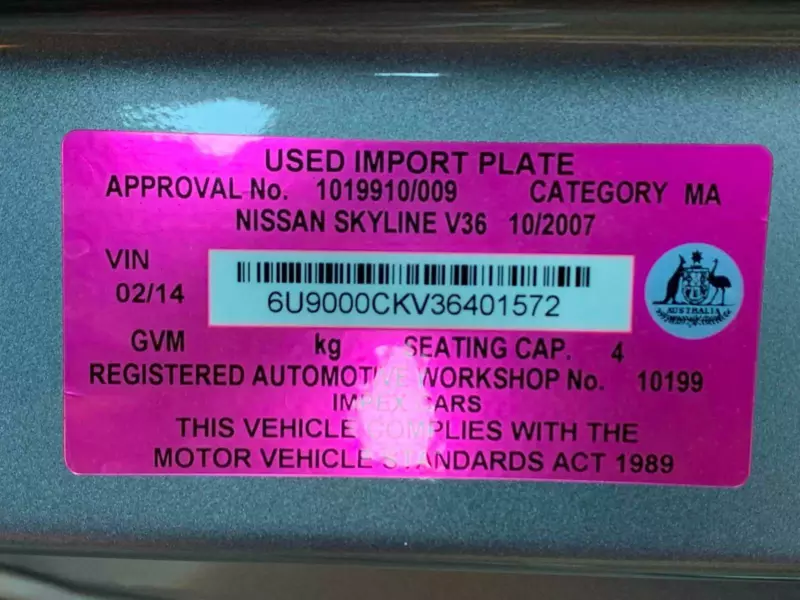 USED IMPORT PLATE
APPROVAL No. 1019910/009 CATEGORY MA
NISSAN SKYLINE V36 10/2007
VIN
02/14
6U9000CKV36401572
AUSTRALIA
GVM kg SEATING CAP. 4
REGISTERED AUTOMOTIVE WORKSHOP No. 10199
IMPEX CARS
THIS VEHICLE COMPLIES WITH THE
MOTOR VEHICLE STANDARDS ACT 1989